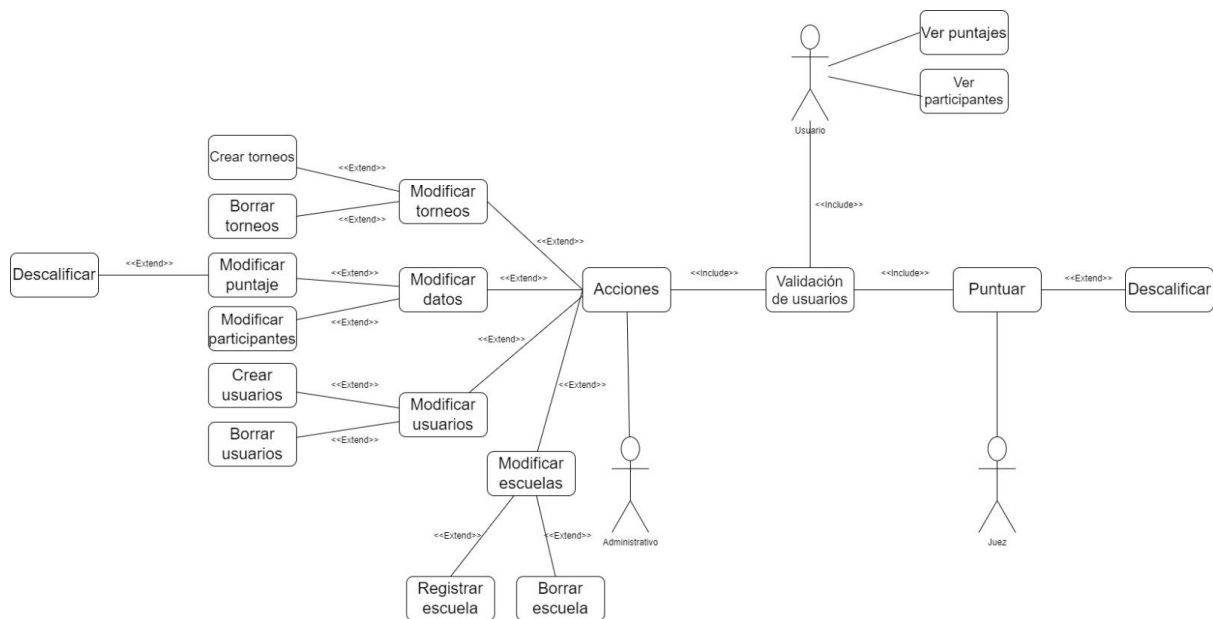 Ver puntajes
Ver
participantes
Usuario
Crear torneos
<<Extend>>
Modificar
torneos
Borrar
torneos
<<Extend>>
<<Include>>
<<Extend>>
Descalificar
<<Extend>>
Modificar
puntaje
<<Extend>>
Modificar
datos
<<Extend>>
Acciones
<<Include>>
Validación
de usuarios
<<Include>>
Puntuar
<<Extend>>
Descalificar
Modificar
participantes
<<Extend>>
<<Extend>>
Crear
usuarios
<<Extend>>
<<Extend>>
Modificar
usuarios
Borrar
usuarios
<<Extend>>
Modificar
escuelas
<<Extend>>
<<Extend>>
Administrativo
Juez
Registrar
escuela
Borrar
escuela